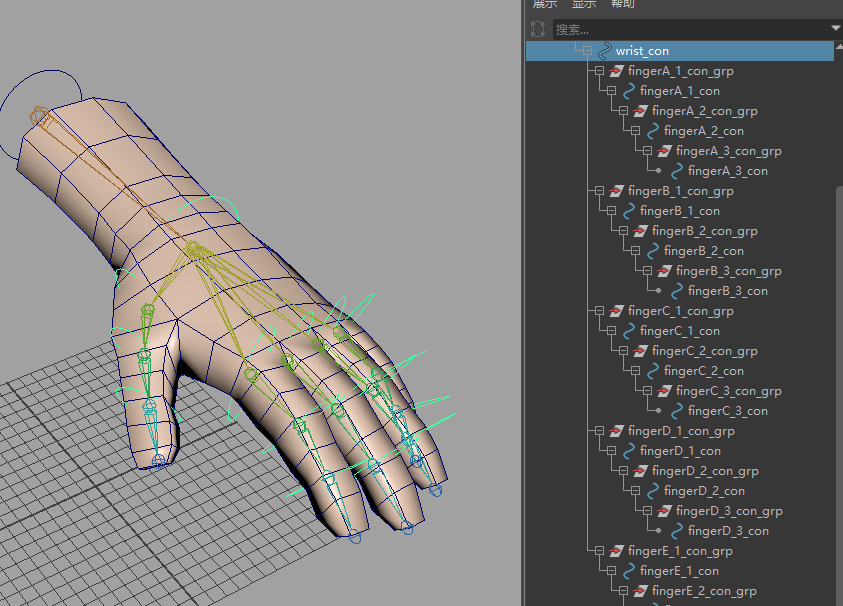 展示 显示 帮助
搜索...
wrist_con
fingerA_1_con_grp
fingerA_1_con
fingerA_2_con_grp
fingerA_2_con
fingerA_3_con_grp
fingerA_3_con
fingerB_1_con_grp
fingerB_1_con
fingerB_2_con_grp
fingerB_2_con
fingerB_3_con_grp
fingerB_3_con
fingerC_1_con_grp
fingerC_1_con
fingerC_2_con_grp
fingerC_2_con
fingerC_3_con_grp
fingerC_3_con
fingerD_1_con_grp
fingerD_1_con
fingerD_2_con_grp
fingerD_2_con
fingerD_3_con_grp
fingerD_3_con
fingerE_1_con_grp
fingerE_1_con
fingerE_2_con_grp